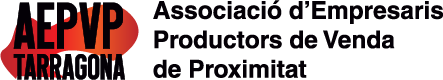 AEPVP
TARRAGONA
Associació d'Empresaris
Productors de Venda
de Proximitat